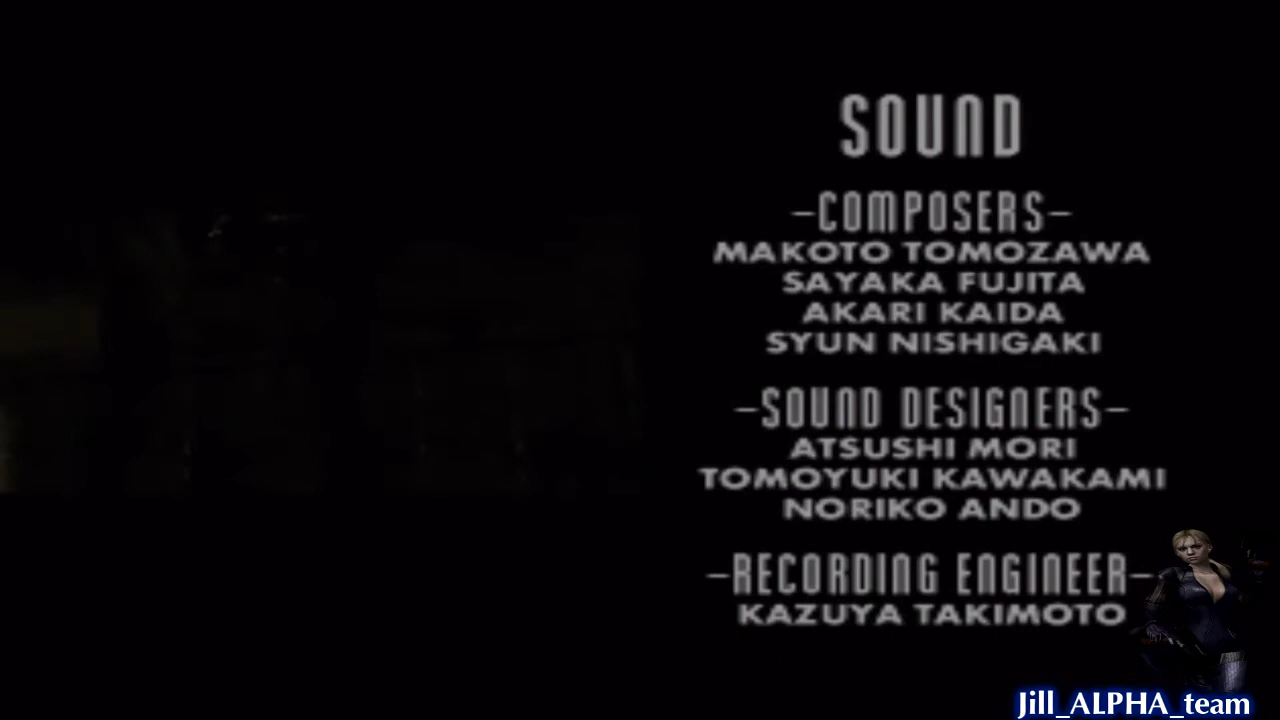 SOUND
-COMPOSERS-
MAKOTO TOMOZAWA
SAYAKA FUJITA
AKARI KAIDA
SYUN NISHIGAKI
-SOUND DESIGNERS-
ATSUSHI MORI
TOMOYUKI KAWAKAMI
NORIKO ANDO
-RECORDING ENGINEER-
KAZUYA TAKIMOTO
Jill_ALPHA_team